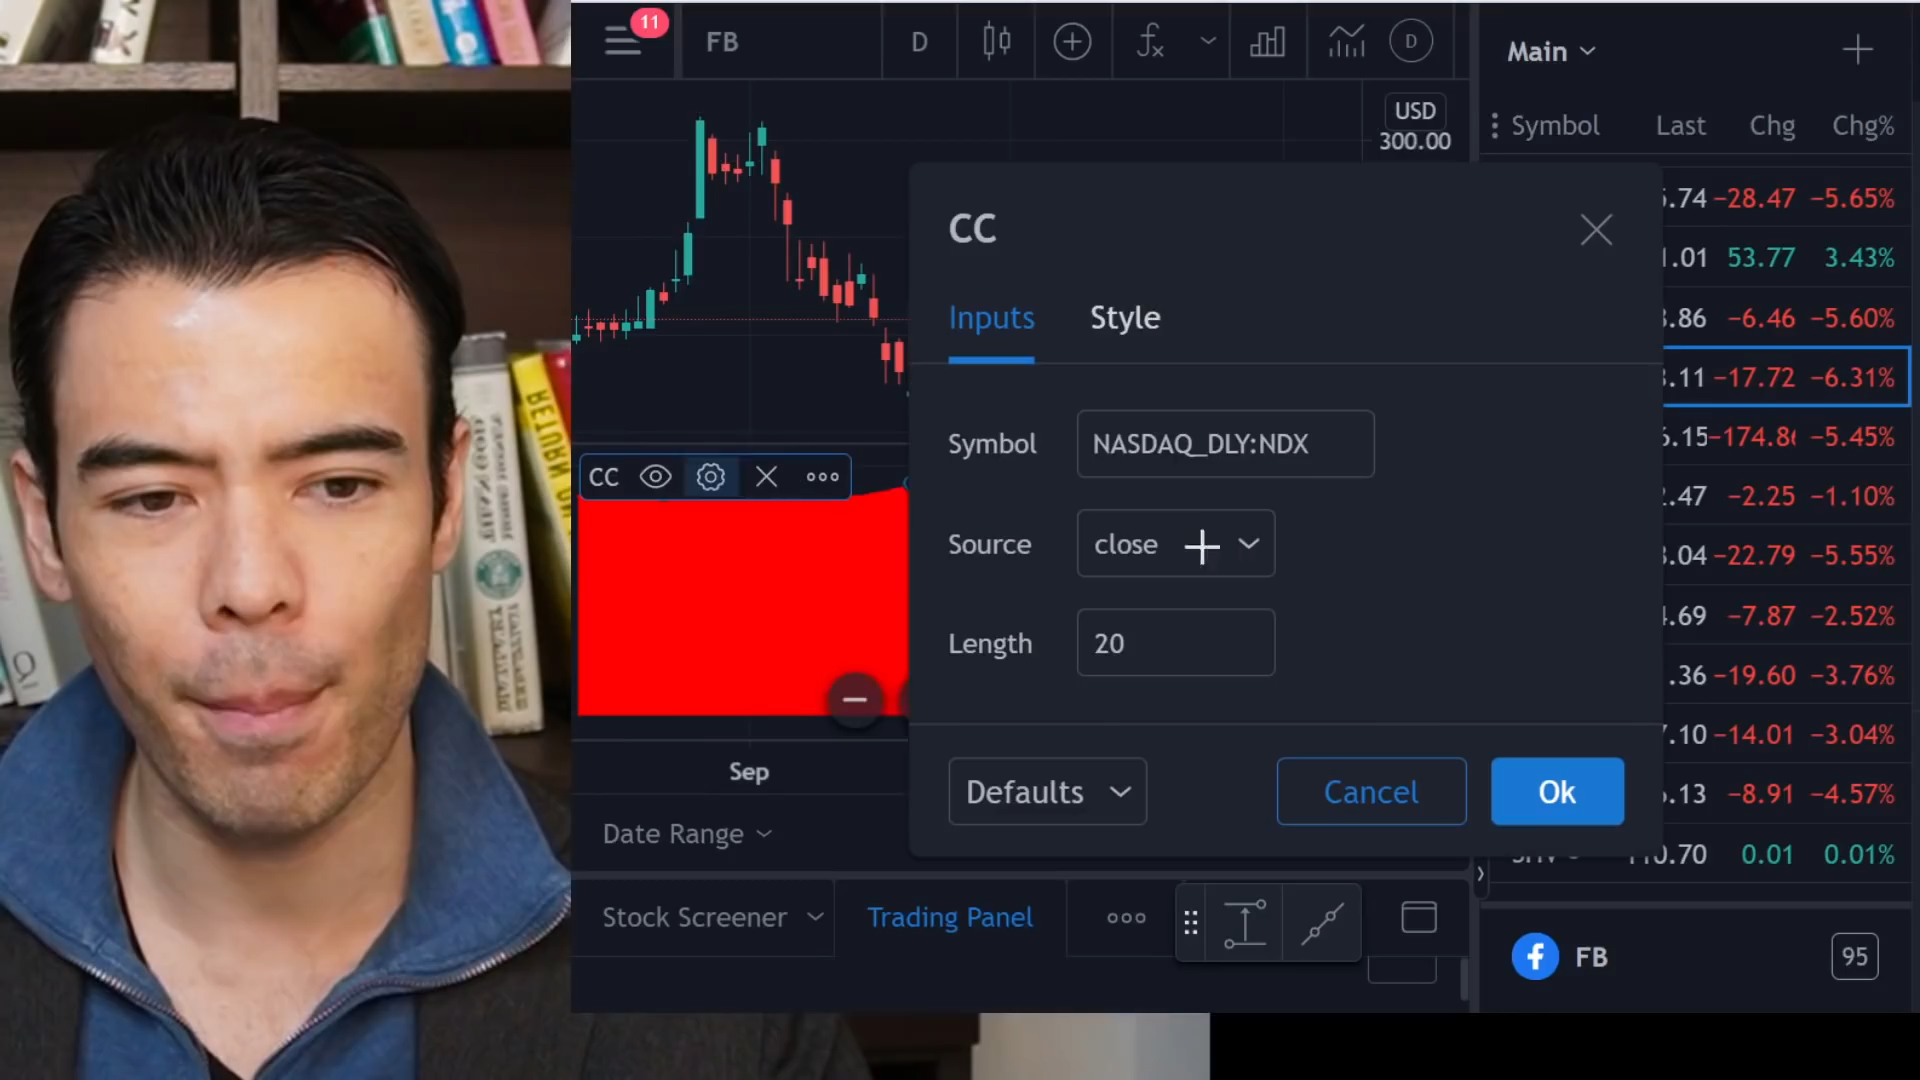 11
FB
D
D
Main
USD
300.00
Symbol Last Chg Chg%
.74 −28.47 −5.65%
.01 53.77 3.43%
.86 −6.46 −5.60%
.11 −17.72 −6.31%
.15 −174.8 −5.45%
.47 −2.25 −1.10%
.04 −22.79 −5.55%
.69 −7.87 −2.52%
.36 −19.60 −3.76%
.10 −14.01 −3.04%
.13 −8.91 −4.57%
0.70 0.01 0.01%
CC
Inputs Style
Symbol NASDAQ_DLY:NDX
Source close
Length 20
Defaults Cancel Ok
CC
Sep
Date Range
Stock Screener Trading Panel
FB 95